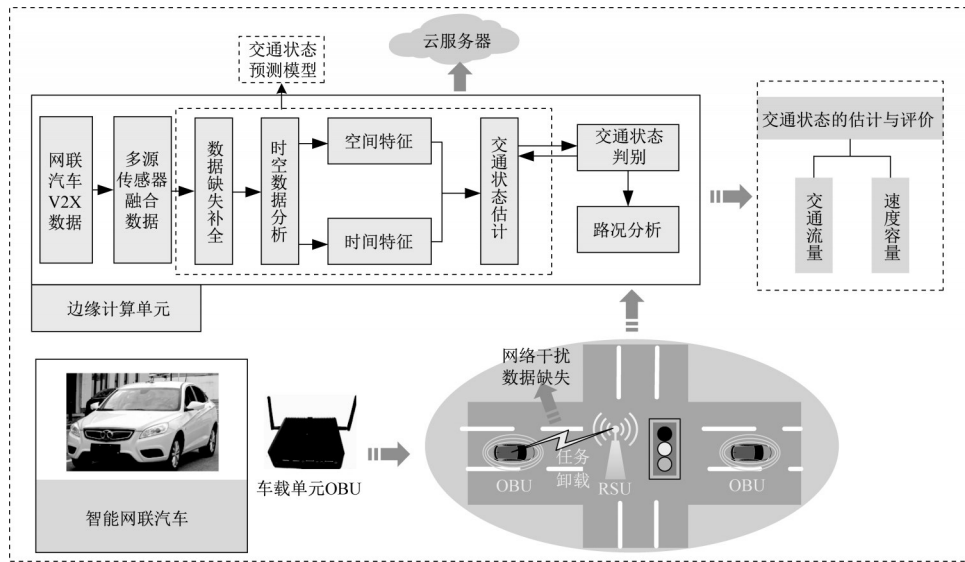 云服务器
交通状态
预测模型
网联
汽车
V2X
数据
多源
传感器
融合
数据
数据缺失补全
时空数据分析
空间特征
时间特征
交通状态估计
交通状态
判别
路况分析
边缘计算单元
交通状态的估计与评价
交通流量
速度容量
智能网联汽车
车载单元OBU
网络干扰
数据缺失
OBU
任务
卸载
RSU
OBU